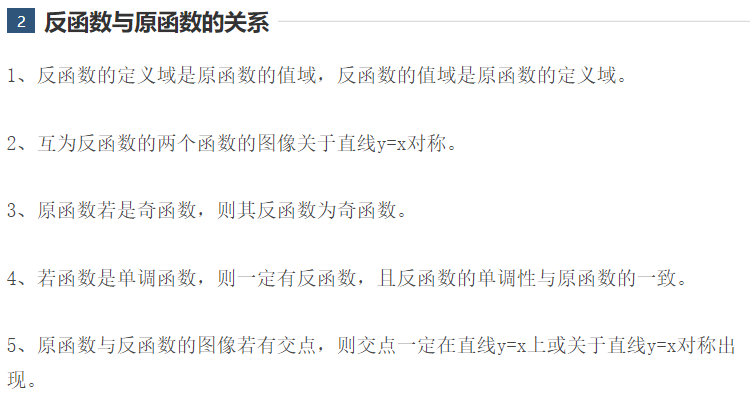 2 反函数与原函数的关系
1、反函数的定义域是原函数的值域，反函数的值域是原函数的定义域。
2、互为反函数的两个函数的图像关于直线y=x对称。
3、原函数若是奇函数，则其反函数为奇函数。
4、若函数是单调函数，则一定有反函数，且反函数的单调性与原函数的一致。
5、原函数与反函数的图像若有交点，则交点一定在直线y=x上或关于直线y=x对称出
现。